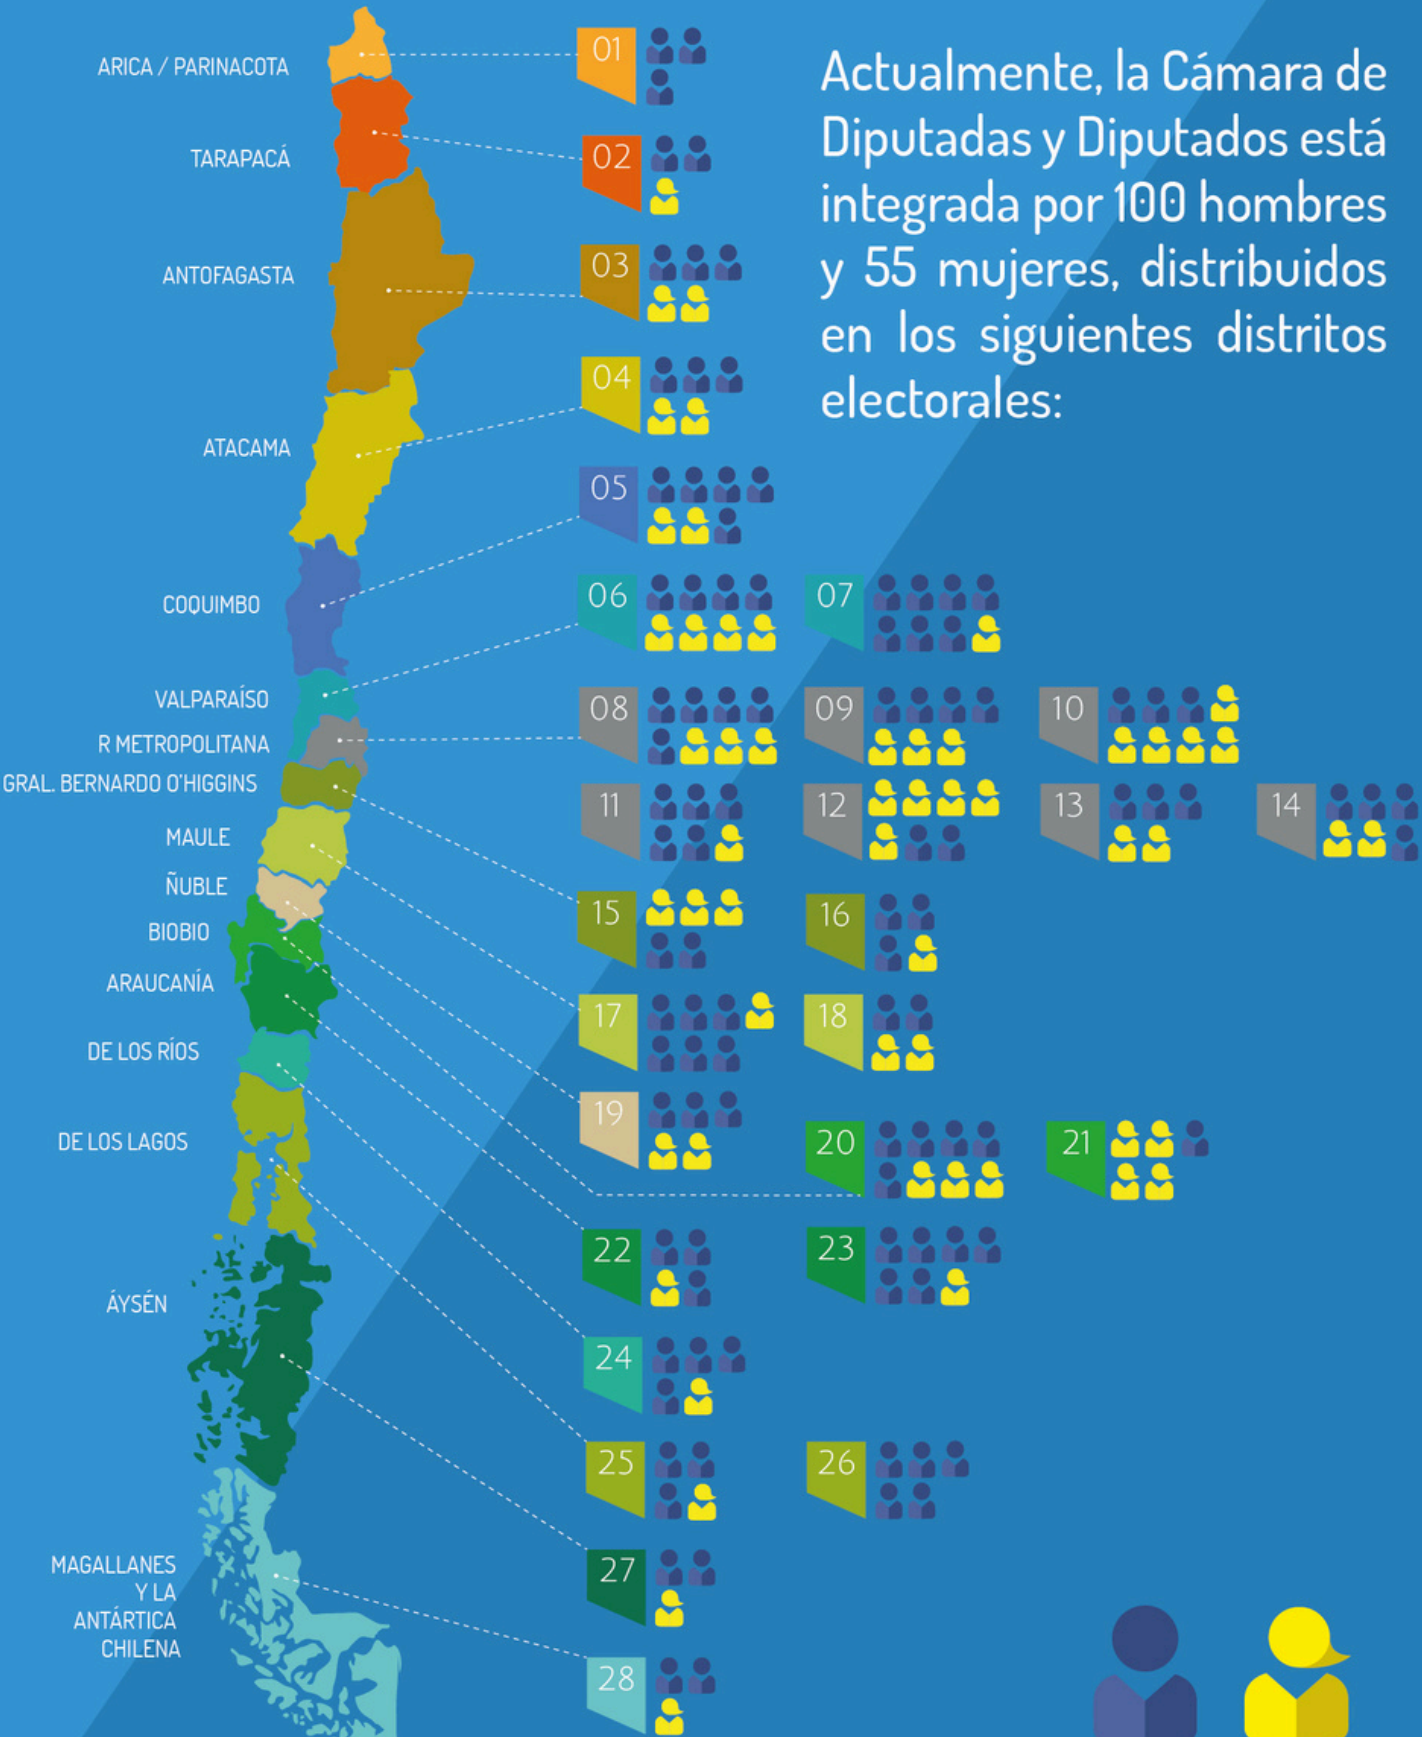 Actualmente, la Cámara de
Diputadas y Diputados está
integrada por 100 hombres
y 55 mujeres, distribuidos
en los siguientes distritos
electorales:
ARICA / PARINACOTA
01
TARAPACÁ
02
ANTOFAGASTA
03
ATACAMA
04
COQUIMBO
05
VALPARAÍSO
06
07
R METROPOLITANA
08
09
10
11
12
13
14
GRAL. BERNARDO O'HIGGINS
15
16
MAULE
17
18
ÑUBLE
19
BIOBIO
20
21
ARAUCANÍA
22
23
DE LOS RÍOS
24
DE LOS LAGOS
25
26
ÁYSÉN
27
MAGALLANES
Y LA
ANTÁRTICA
CHILENA
28